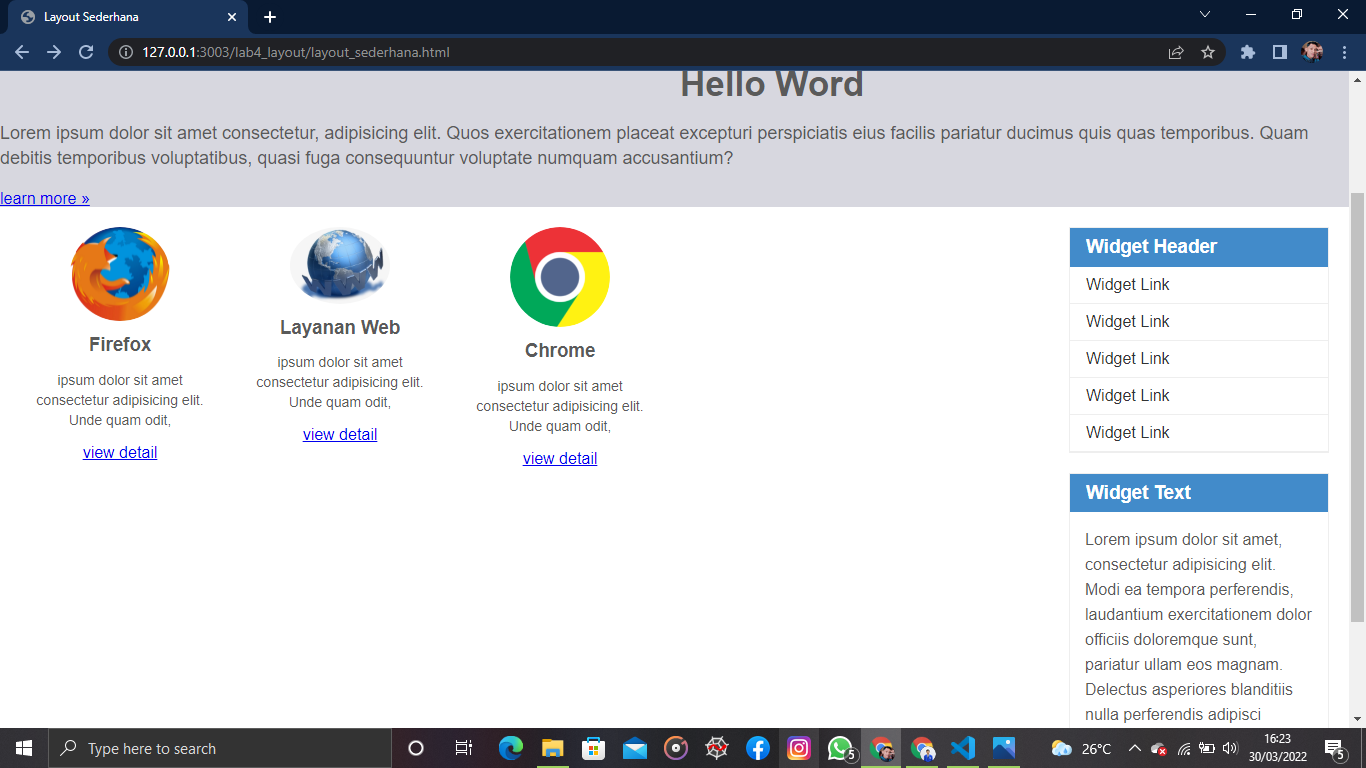 Layout Sederhana
127.0.0.1:3003/lab4_layout/layout_sederhana.html
Hello Word
Lorem ipsum dolor sit amet consectetur, adipisicing elit. Quos exercitationem placeat excepturi perspiciatis eius facilis pariatur ducimus quis quas temporibus. Quam
debitis temporibus voluptatibus, quasi fuga consequuntur voluptate numquam accusantium?
learn more »
Firefox
ipsum dolor sit amet
consectetur adipisicing elit.
Unde quam odit,
view detail
Layanan Web
ipsum dolor sit amet
consectetur adipisicing elit.
Unde quam odit,
view detail
Chrome
ipsum dolor sit amet
consectetur adipisicing elit.
Unde quam odit,
view detail
Widget Header
Widget Link
Widget Link
Widget Link
Widget Link
Widget Link
Widget Text
Lorem ipsum dolor sit amet,
consectetur adipisicing elit.
Modi ea tempora perferendis,
laudantium exercitationem dolor
officiis doloremque sunt,
pariatur ullam eos magnam.
Delectus asperiores blanditiis
nulla perferendis adipisci
Type here to search
5
26°C
16:23
30/03/2022
5